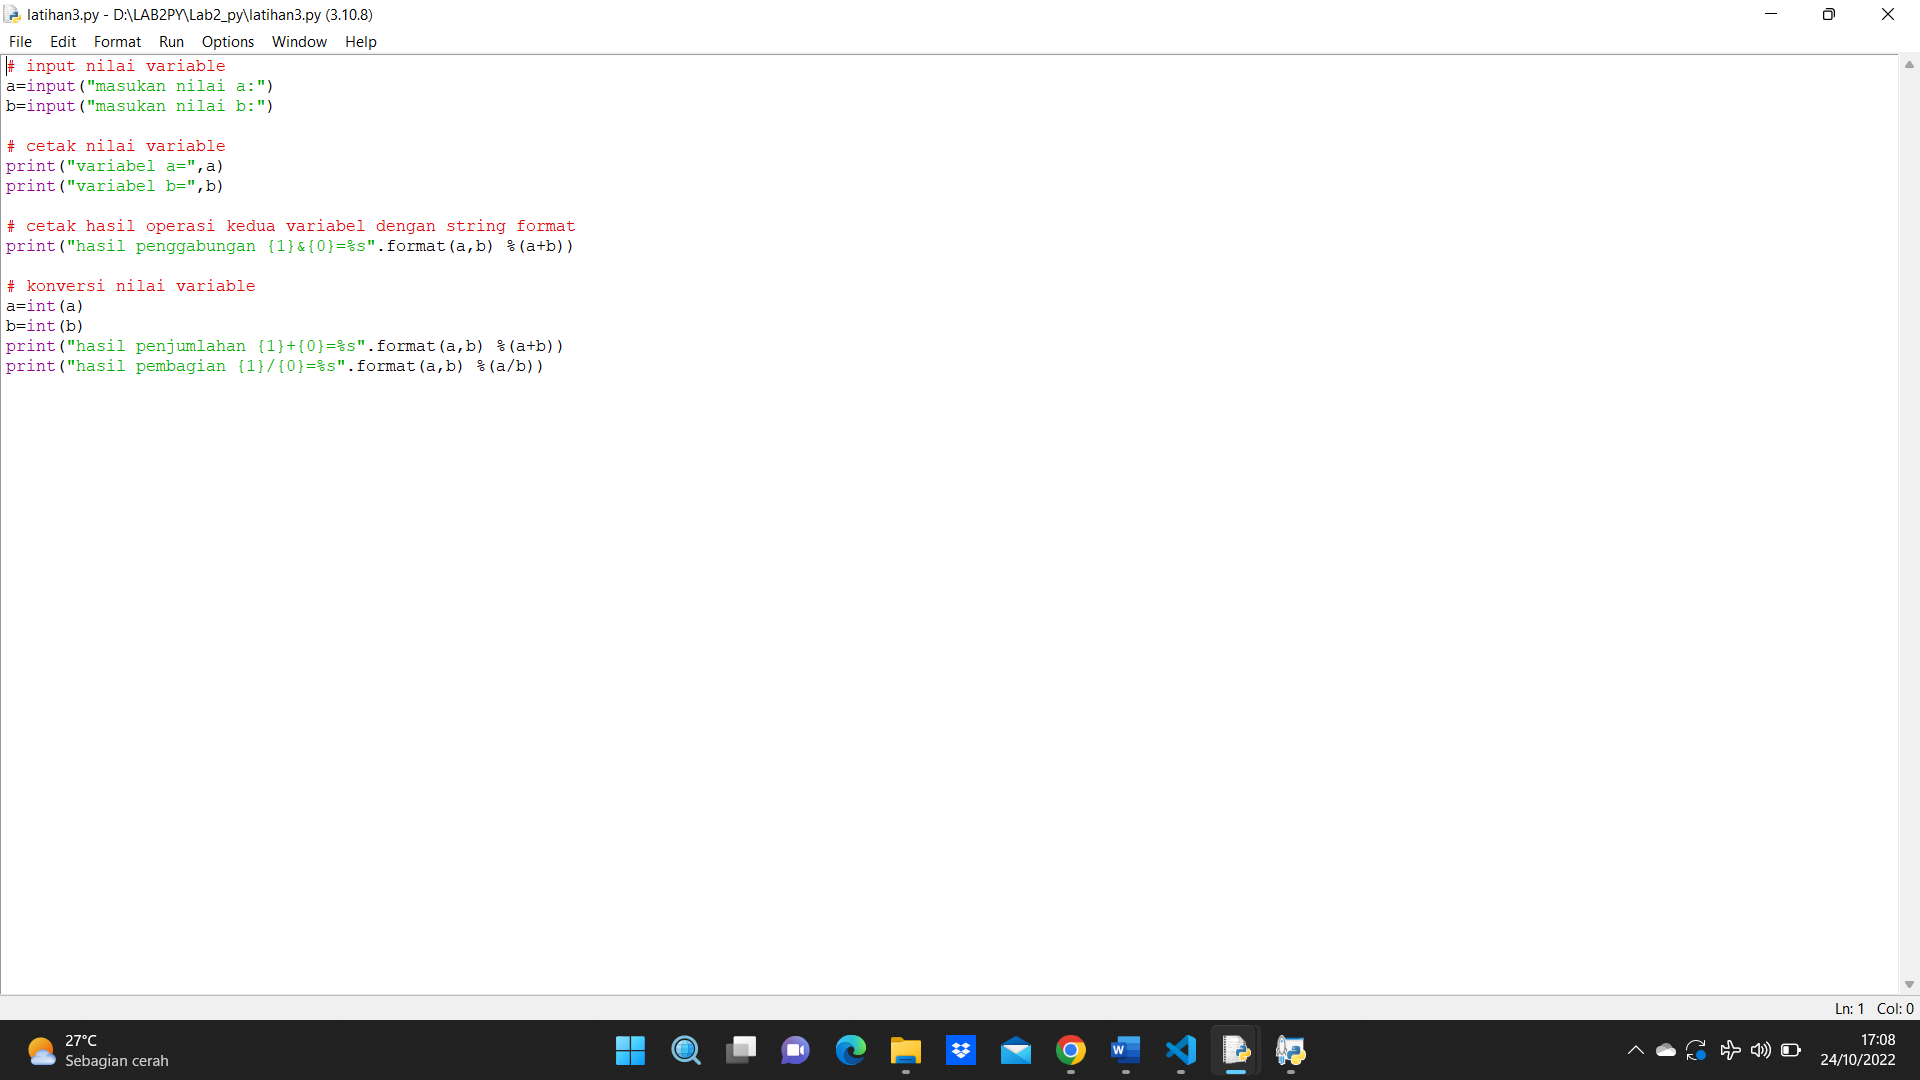 latihan3.py - D:\LAB2PY\Lab2_py\latihan3.py (3.10.8)
File Edit Format Run Options Window Help
# input nilai variable
a=input("masukan nilai a:")
b=input("masukan nilai b:")

# cetak nilai variable
print("variabel a=",a)
print("variabel b=",b)

# cetak hasil operasi kedua variabel dengan string format
print("hasil penggabungan {1}&{0}=%s".format(a,b) %(a+b))

# konversi nilai variable
a=int(a)
b=int(b)
print("hasil penjumlahan {1}+{0}=%s".format(a,b) %(a+b))
print("hasil pembagian {1}/{0}=%s".format(a,b) %(a/b))
Ln: 1 Col: 0
27°C
Sebagian cerah
W
17:08
24/10/2022